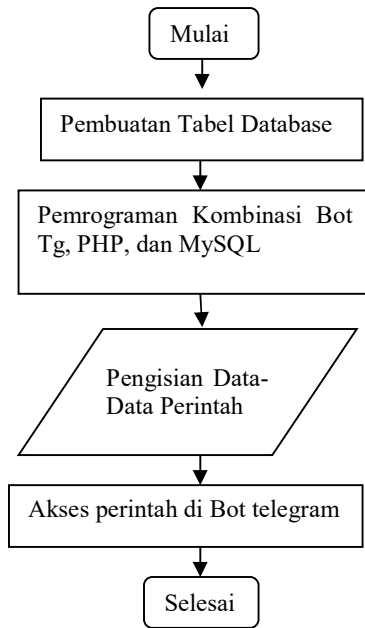 Mulai
Pembuatan Tabel Database
Pemrograman Kombinasi Bot
Tg, PHP, dan MySQL
Pengisian Data-
Data Perintah
Akses perintah di Bot telegram
Selesai